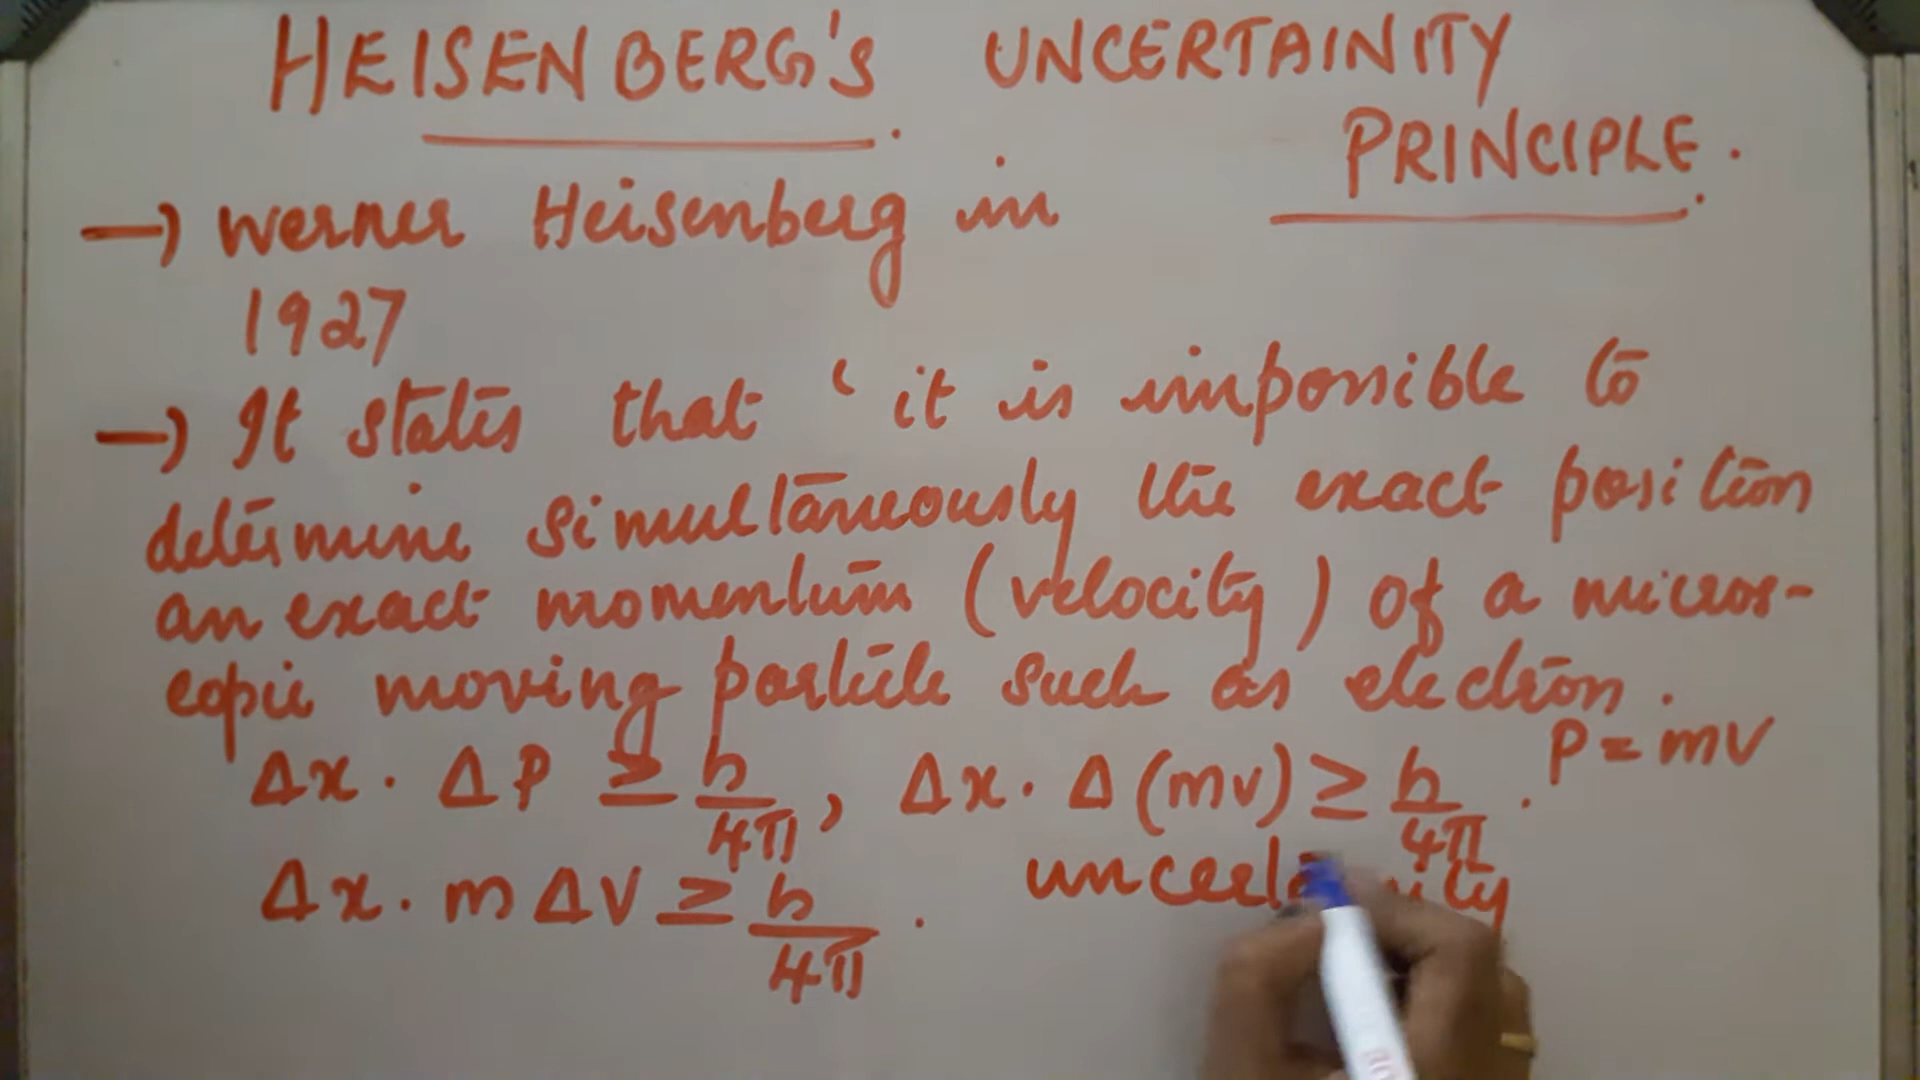 HEISENBERG'S UNCERTAINITY
PRINCIPLE.
→ Werner Heisenberg in
1927
→ It states that ‘ it is impossible to
determine simultaneously the exact position
an exact momentum (velocity) of a micros-
copic moving particle such as electron.
P = mv
Δx . ΔP ≥ h/4π , Δx . Δ(mv) ≥ h/4π .
Δx . m ΔV ≥ h/4π .